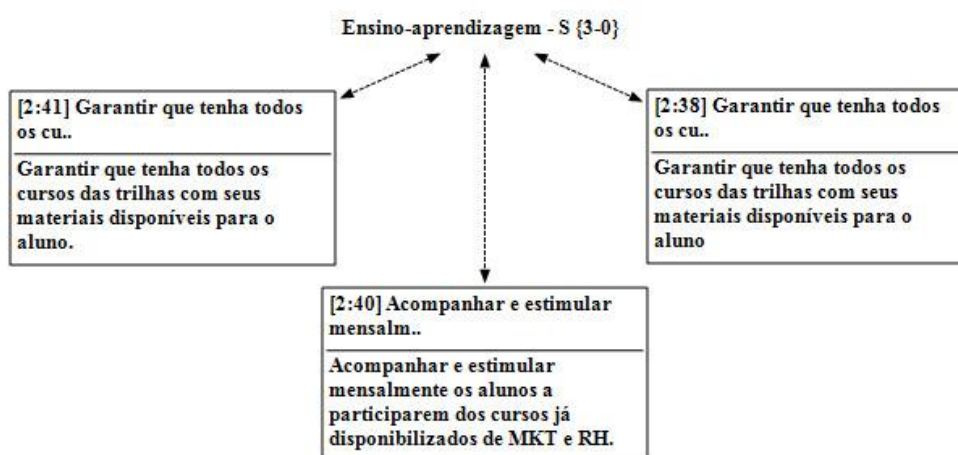 Ensino-aprendizagem - S {3-0}
[2:41] Garantir que tenha todos
os cu..
Garantir que tenha todos os
cursos das trilhas com seus
materiais disponíveis para o
aluno.
[2:38] Garantir que tenha todos
os cu..
Garantir que tenha todos os
cursos das trilhas com seus
materiais disponíveis para o
aluno
[2:40] Acompanhar e estimular
mensalm..
Acompanhar e estimular
mensalmente os alunos a
participarem dos cursos já
disponibilizados de MKT e RH.